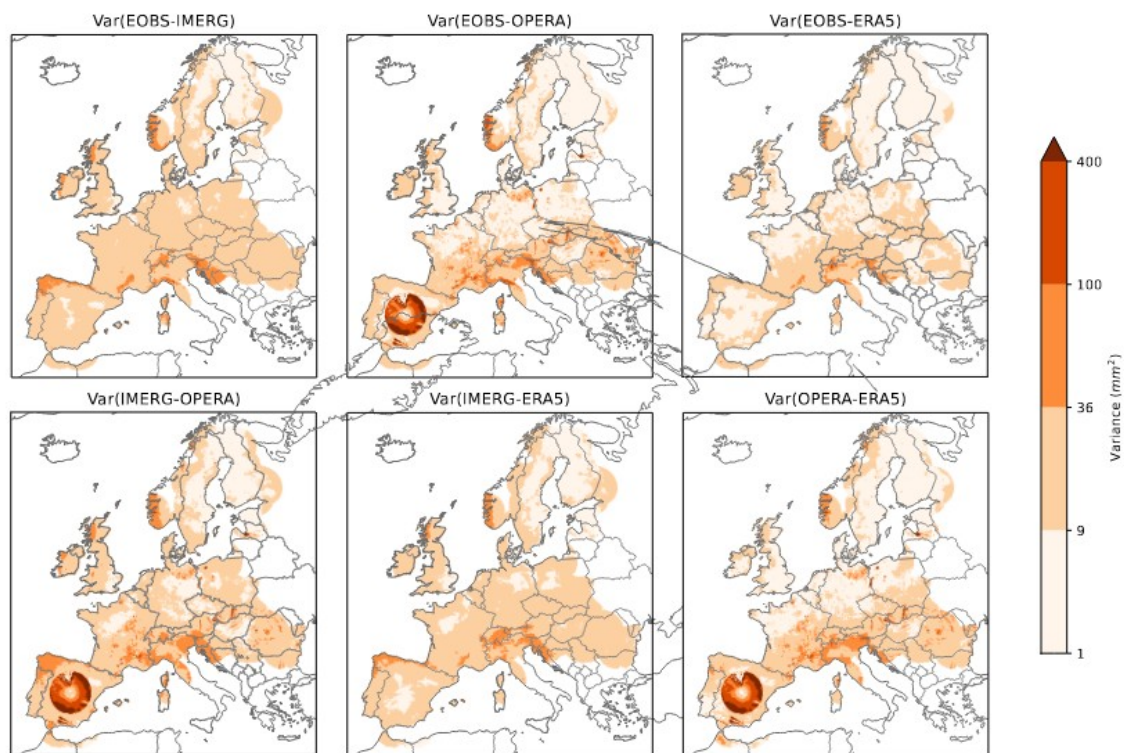 Var(EOBS-IMERG)
Var(EOBS-OPERA)
Var(EOBS-ERA5)
Var(IMERG-OPERA)
Var(IMERG-ERA5)
Var(OPERA-ERA5)
400
100
36
9
1
Variance (mm²)